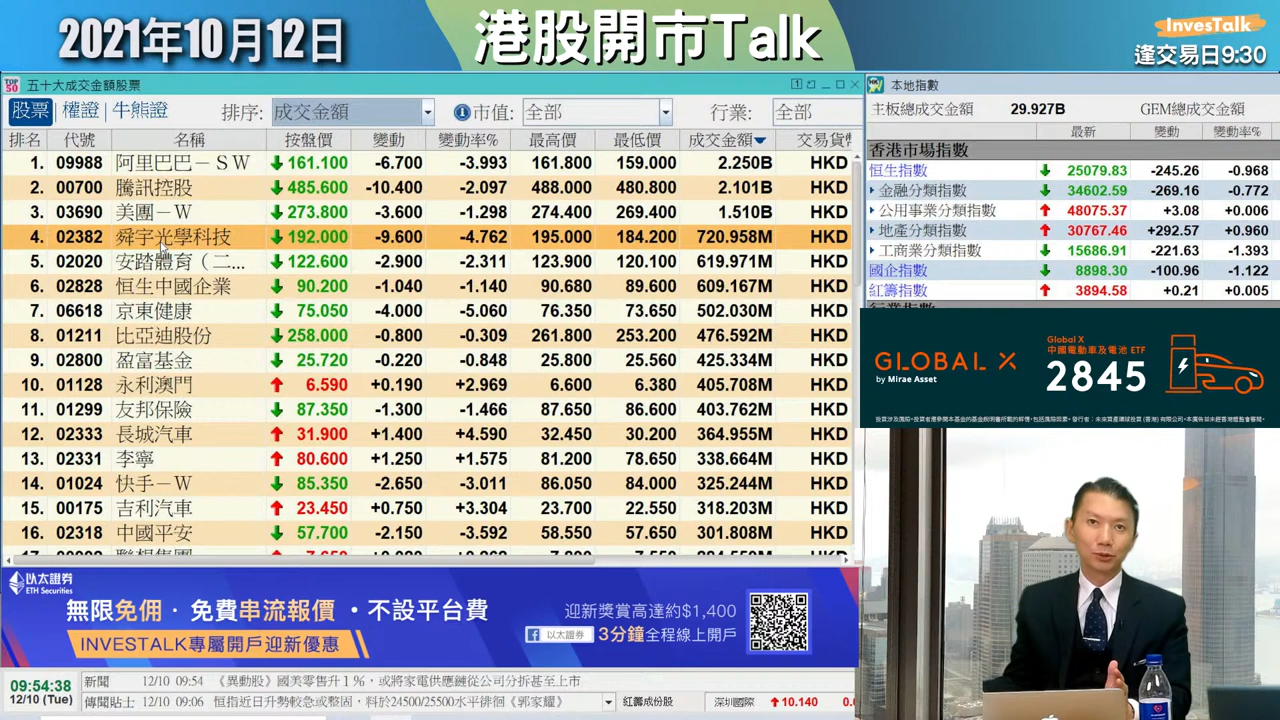 2021年10月12日
港股開市Talk
InvesTalk
逢交易日9:30
TOP 50 五十大成交金額股票
股票 權證 牛熊證 排序: 成交金額 市值: 全部 行業: 全部
排名 代號 名稱 按盤價 變動 變動率% 最高價 最低價 成交金額 交易貨幣
1. 09988 阿里巴巴－ＳＷ 161.100 -6.700 -3.993 161.800 159.000 2.250B HKD
2. 00700 騰訊控股 485.600 -10.400 -2.097 488.000 480.800 2.101B HKD
3. 03690 美團－Ｗ 273.800 -3.600 -1.298 274.400 269.400 1.510B HKD
4. 02382 舜宇光學科技 192.000 -9.600 -4.762 195.000 184.200 720.958M HKD
5. 02020 安踏體育（二... 122.600 -2.900 -2.311 123.900 120.100 619.971M HKD
6. 02828 恒生中國企業 90.200 -1.040 -1.140 90.680 89.600 609.167M HKD
7. 06618 京東健康 75.050 -4.000 -5.060 76.350 73.650 502.030M HKD
8. 01211 比亞迪股份 258.000 -0.800 -0.309 261.800 253.200 476.592M HKD
9. 02800 盈富基金 25.720 -0.220 -0.848 25.800 25.560 425.334M HKD
10. 01128 永利澳門 6.590 +0.190 +2.969 6.600 6.380 405.708M HKD
11. 01299 友邦保險 87.350 -1.300 -1.466 87.650 86.600 403.762M HKD
12. 02333 長城汽車 31.900 +1.400 +4.590 32.450 30.200 364.955M HKD
13. 02331 李寧 80.600 +1.250 +1.575 81.200 78.650 338.664M HKD
14. 01024 快手－Ｗ 85.350 -2.650 -3.011 86.050 84.000 325.244M HKD
15. 00175 吉利汽車 23.450 +0.750 +3.304 23.700 22.550 318.203M HKD
16. 02318 中國平安 57.700 -2.150 -3.592 58.550 57.650 301.808M HKD
本地指數
主板總成交金額 29.927B GEM總成交金額
最新 變動 變動率%
香港市場指數
恒生指數 25079.83 -245.26 -0.968
金融分類指數 34602.59 -269.16 -0.772
公用事業分類指數 48075.37 +3.08 +0.006
地產分類指數 30767.46 +292.57 +0.960
工商業分類指數 15686.91 -221.63 -1.393
國企指數 8898.30 -100.96 -1.122
紅籌指數 3894.58 +0.21 +0.005
GLOBAL X
by Mirae Asset
Global X
中國電動車及電池 ETF
2845
以太證券
ETH Securities
無限免佣 · 免費串流報價 · 不設平台費
INVESTALK專屬開戶迎新優惠
迎新獎賞高達約$1,400
以太證券 3分鐘全程線上開戶
09:54:38
12/10 (Tue)
新聞 12/10 09:54 《異動股》國美零售升１%，或將家電供應鏈從公司分拆甚至上市
傳聞貼士 12/10 09:06 恒指近日升勢較急或整固，料於24500/25500水平徘徊《郭家耀》
紅籌成份股 深圳國際 10.140